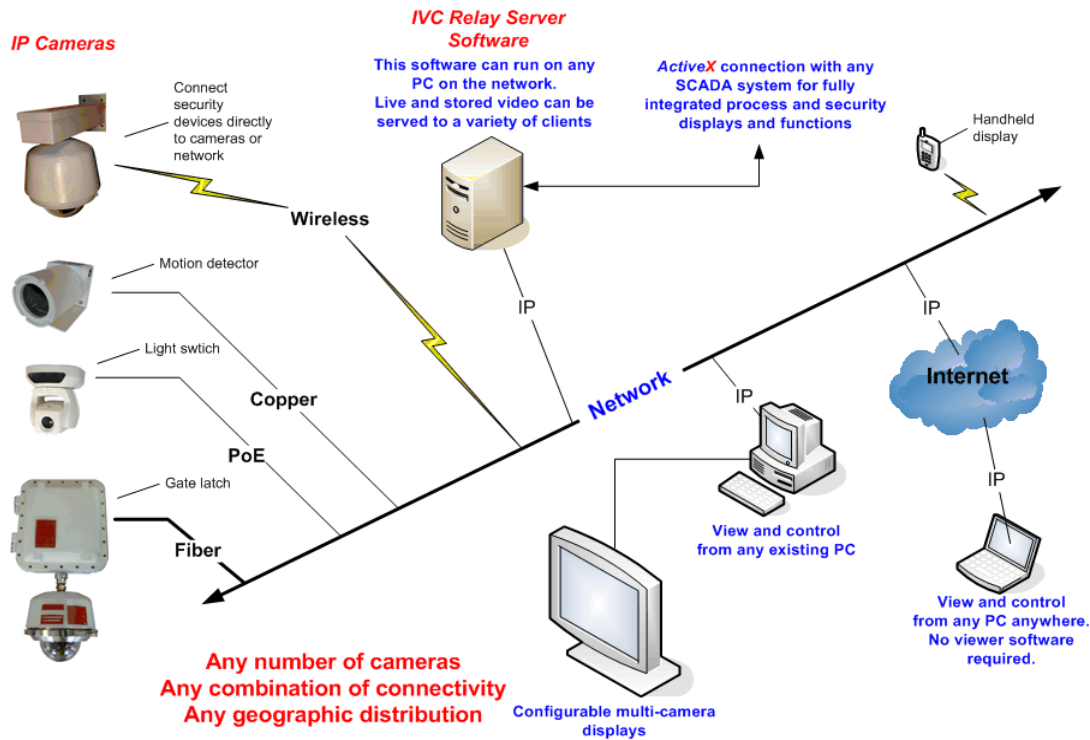 IP Cameras
Connect
security
devices directly
to cameras or
network
Motion detector
Light swtich
Gate latch
Wireless
Copper
PoE
Fiber
IVC Relay Server
Software
This software can run on any
PC on the network.
Live and stored video can be
served to a variety of clients
ActiveX connection with any
SCADA system for fully
integrated process and security
displays and functions
Handheld
display
IP
Network
IP
IP
Internet
IP
View and control
from any existing PC
View and control
from any PC anywhere.
No viewer software
required.
Configurable multi-camera
displays
Any number of cameras
Any combination of connectivity
Any geographic distribution